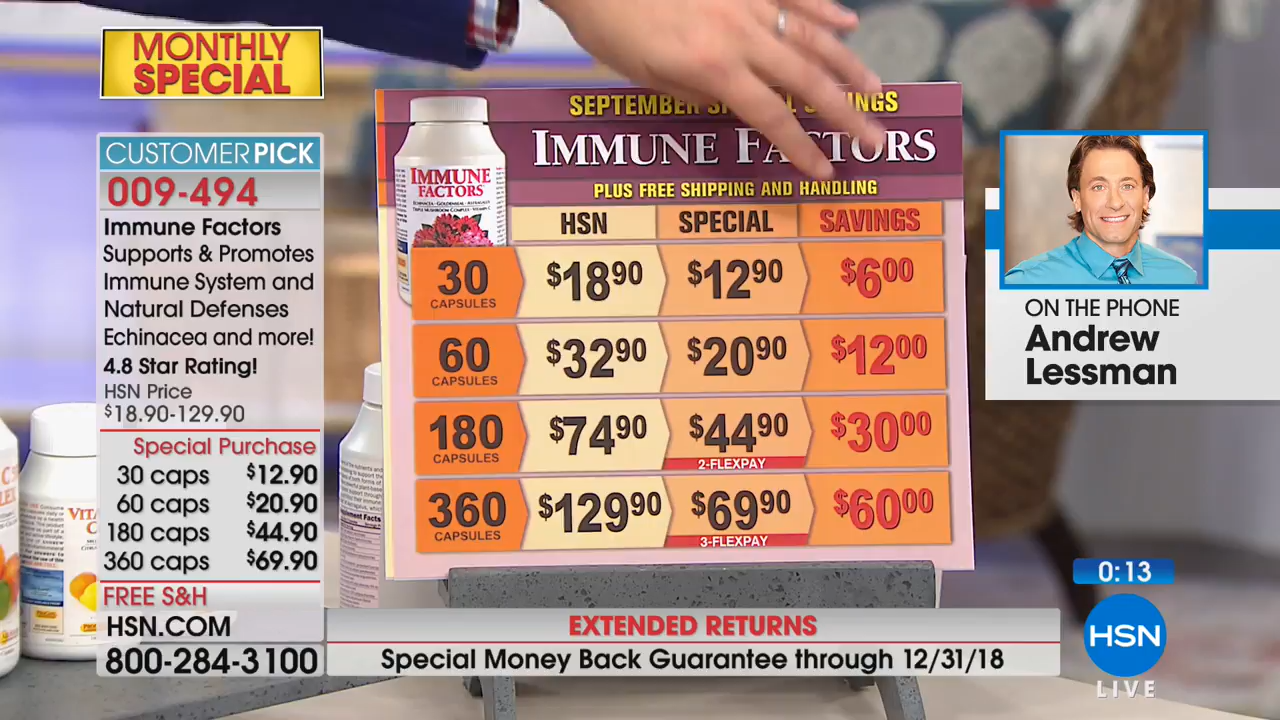 MONTHLY
SPECIAL
CUSTOMER PICK
009-494
Immune Factors
Supports & Promotes
Immune System and
Natural Defenses
Echinacea and more!
4.8 Star Rating!
HSN Price
$18.90-129.90
Special Purchase
30 caps $12.90
60 caps $20.90
180 caps $44.90
360 caps $69.90
FREE S&H
HSN.COM
800-284-3100
SEPTEMBER
IMMUNE FACTORS
PLUS FREE SHIPPING AND HANDLING
HSN SPECIAL SAVINGS
30 CAPSULES $18.90 $12.90 $6.00
60 CAPSULES $32.90 $20.90 $12.00
180 CAPSULES $74.90 $44.90 $30.00
2-FLEXPAY
360 CAPSULES $129.90 $69.90 $60.00
3-FLEXPAY
IMMUNE
FACTORS
ON THE PHONE
Andrew
Lessman
0:13
HSN
LIVE
EXTENDED RETURNS
Special Money Back Guarantee through 12/31/18